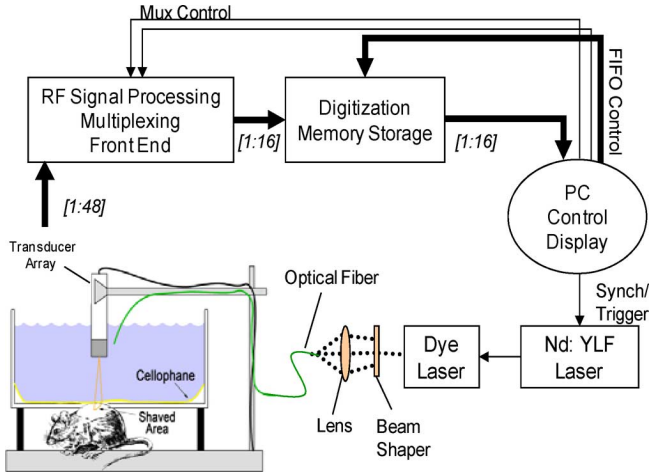 Mux Control
RF Signal Processing
Multiplexing
Front End
[1:16]
Digitization
Memory Storage
[1:16]
FIFO Control
PC
Control
Display
[1:48]
Transducer
Array
Optical Fiber
Synch/
Trigger
Dye
Laser
Nd: YLF
Laser
Cellophane
Shaved
Area
Lens
Beam
Shaper